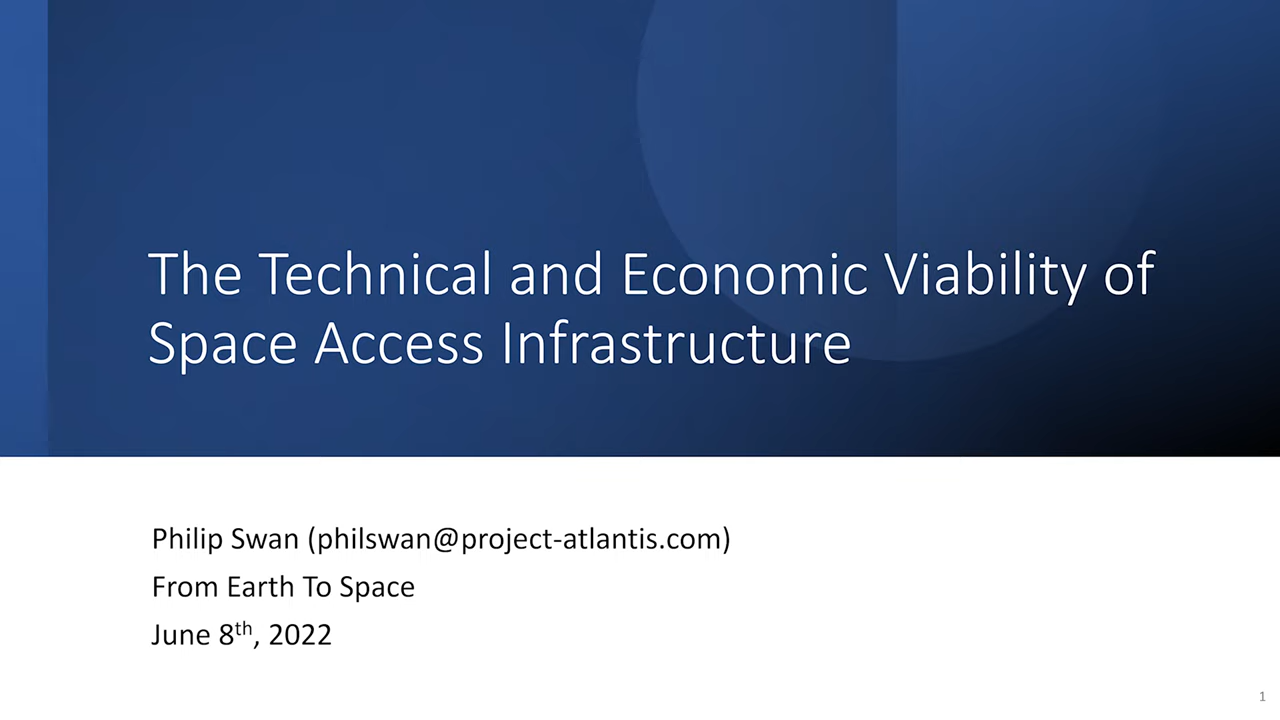 The Technical and Economic Viability of
Space Access Infrastructure
Philip Swan (philswan@project-atlantis.com)
From Earth To Space
June 8th, 2022
1